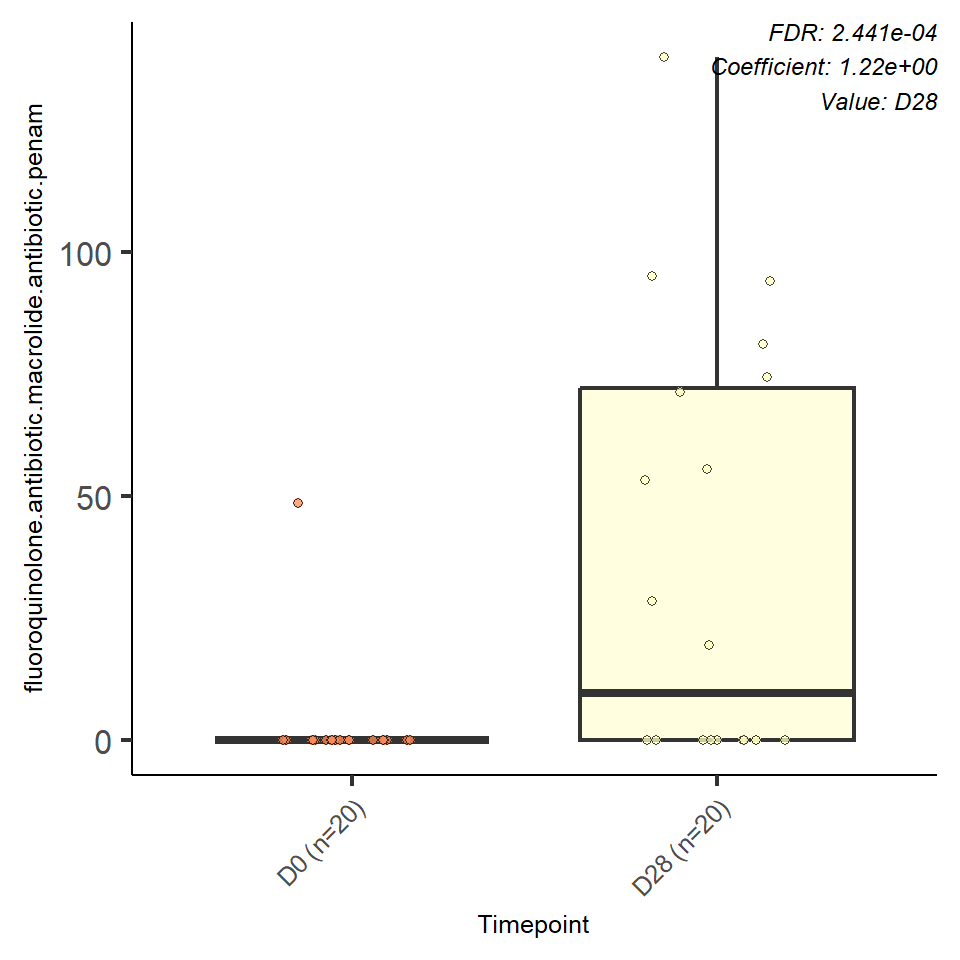 FDR: 2.441e-04
Coefficient: 1.22e+00
Value: D28
fluoroquinolone.antibiotic.macrolide.antibiotic.penam
100
50
0
D0 (n=20)
D28 (n=20)
Timepoint